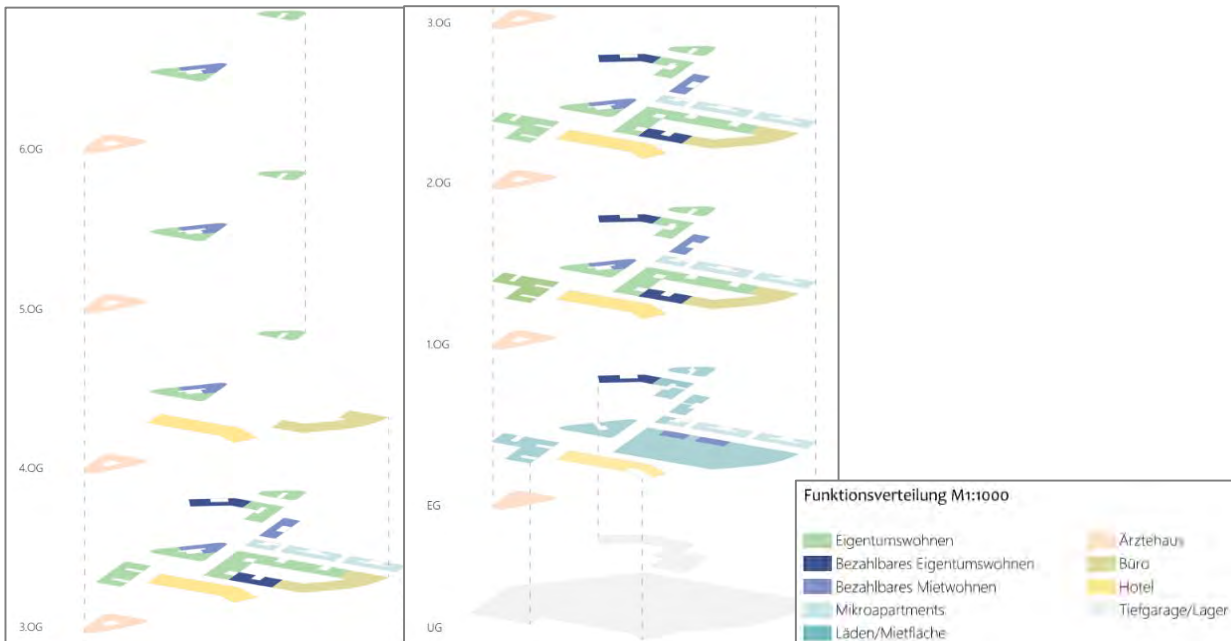 6.OG
5.OG
4.OG
3.OG
3.OG
2.OG
1.OG
EG
UG
Funktionsverteilung M1:1000
Eigentumswohnen
Bezahlbares Eigentumswohnen
Bezahlbares Mietwohnen
Mikroapartments
Läden/Mietfläche
Ärztehaus
Büro
Hotel
Tiefgarage/Lager